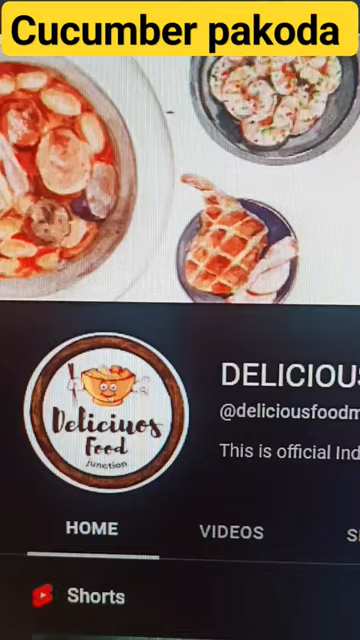 Cucumber pakoda
Deliciuos
Food
Junction
DELICIOUS
@deliciousfoodm
This is official Ind
HOME
VIDEOS
S
Shorts